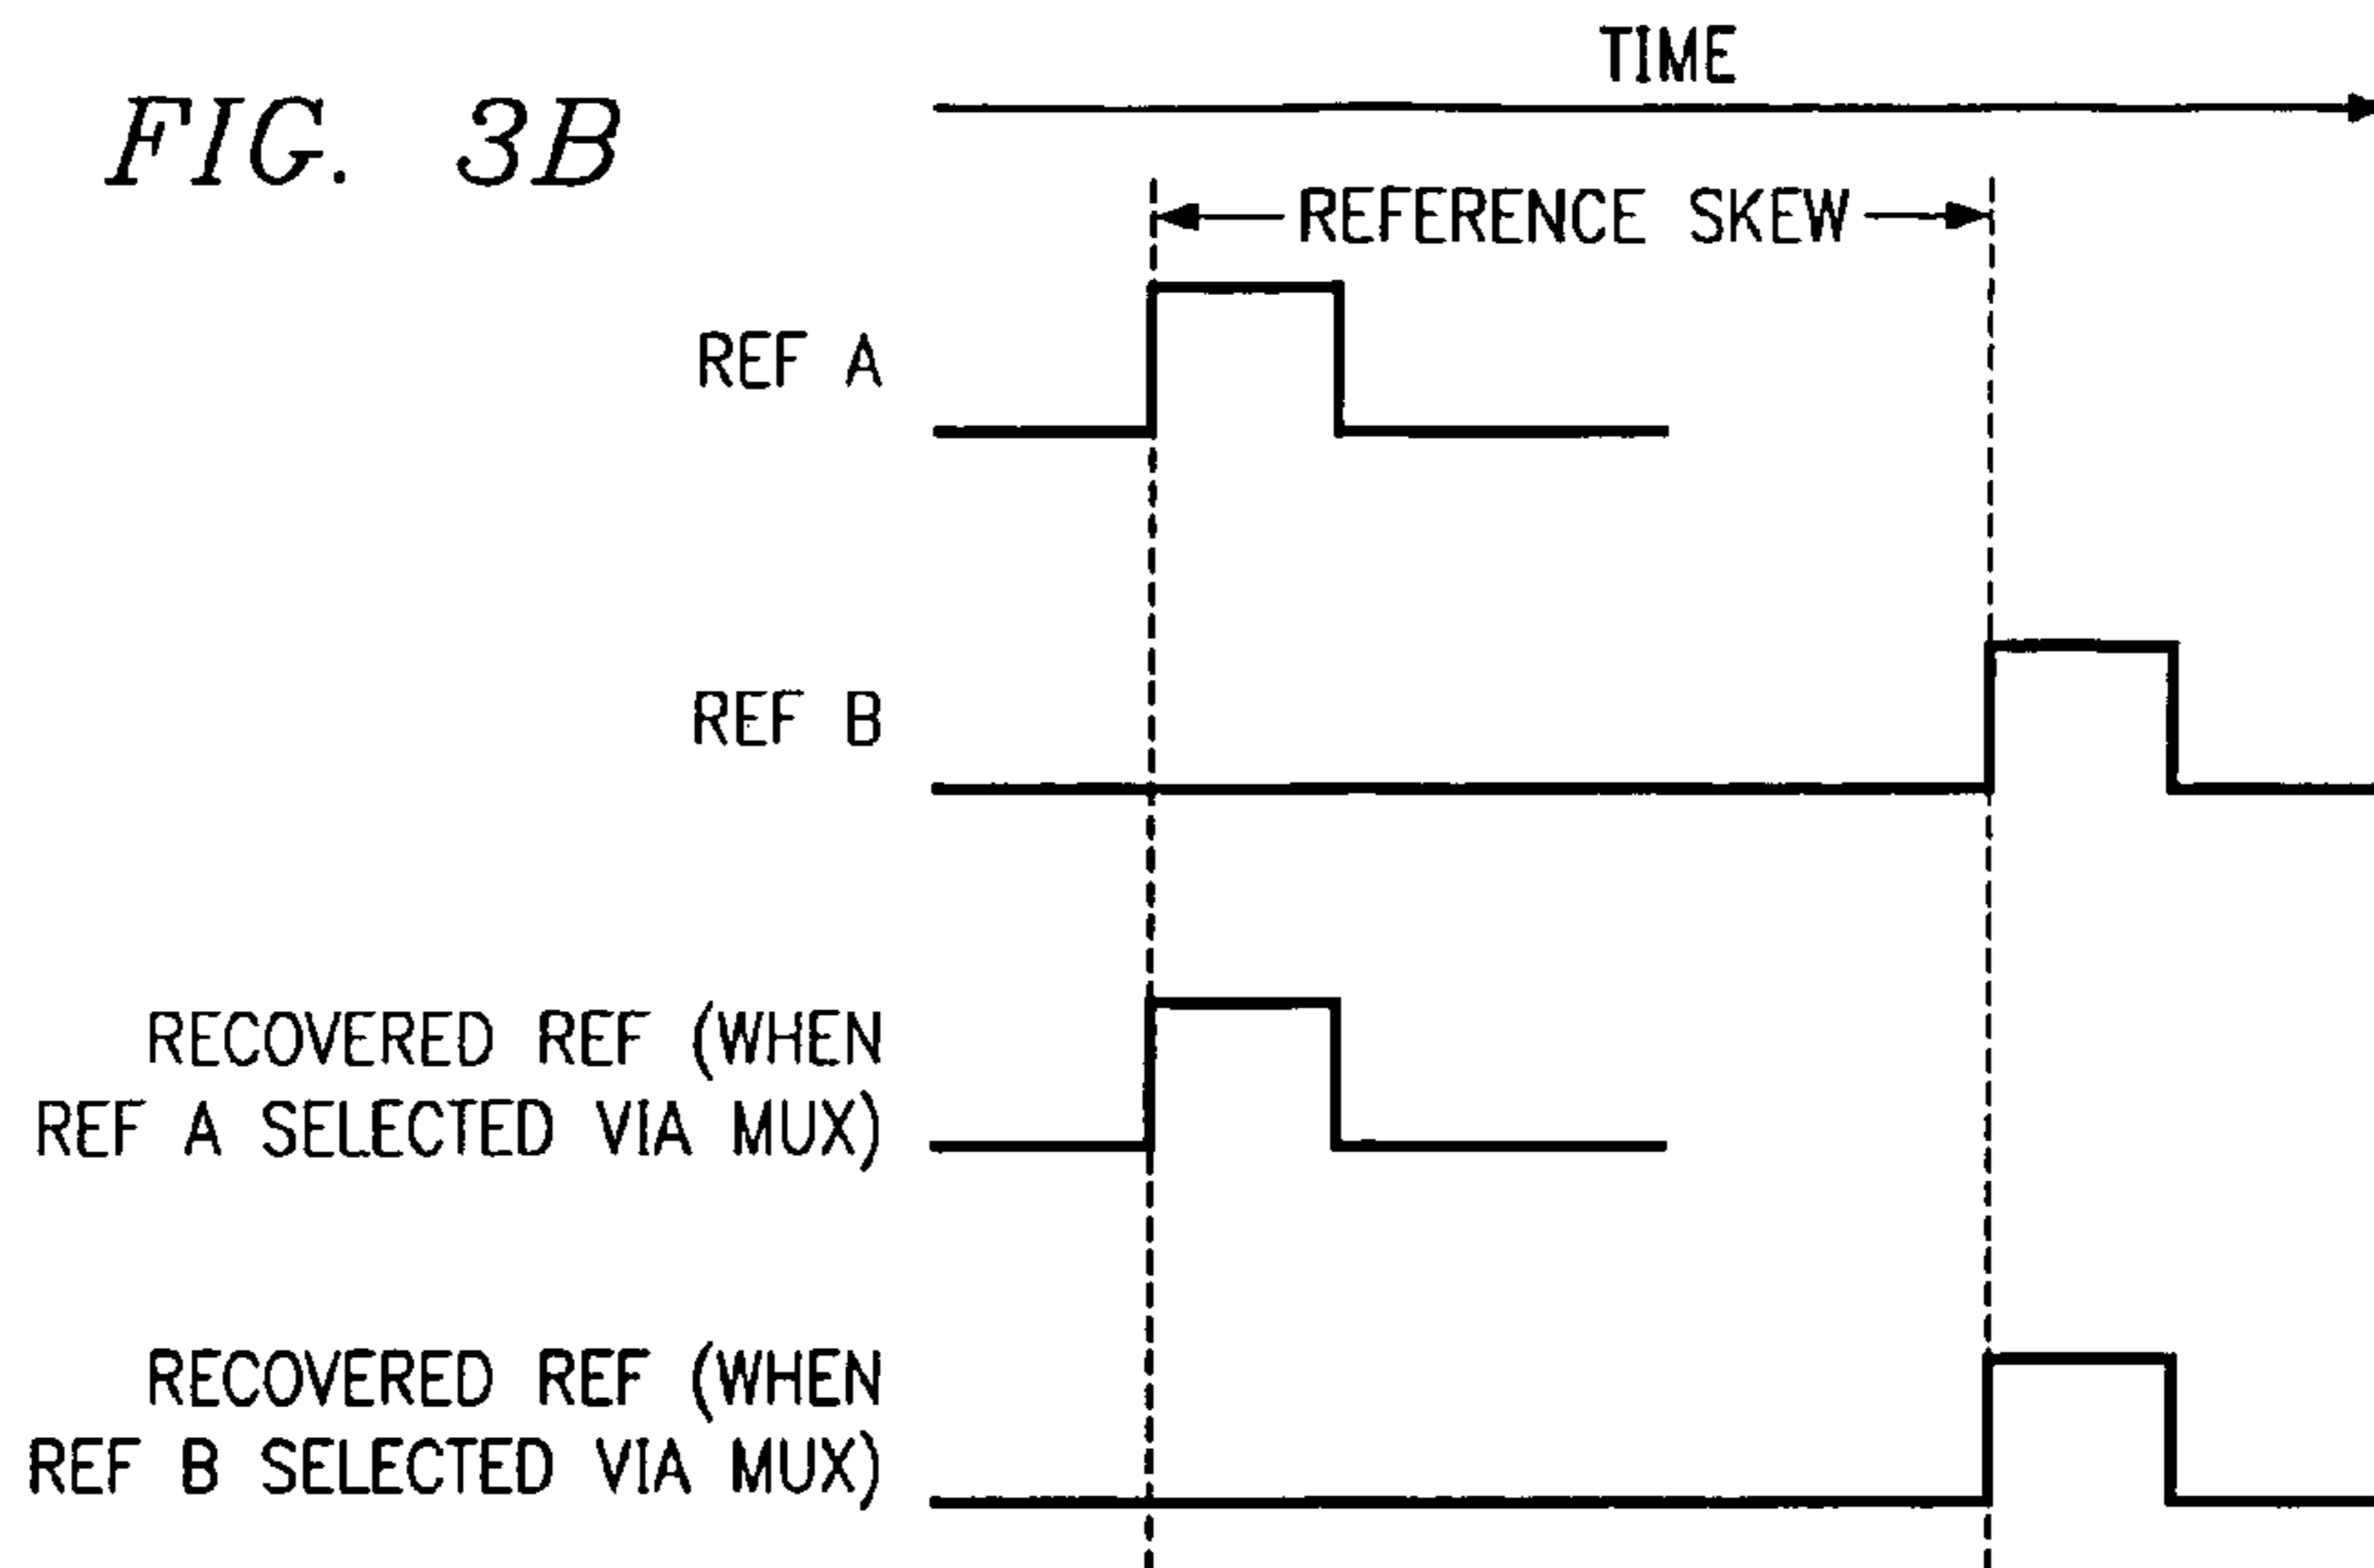 FIG. 3B
TIME
REFERENCE SKEW
REF A
REF B
RECOVERED REF (WHEN
REF A SELECTED VIA MUX)
RECOVERED REF (WHEN
REF B SELECTED VIA MUX)